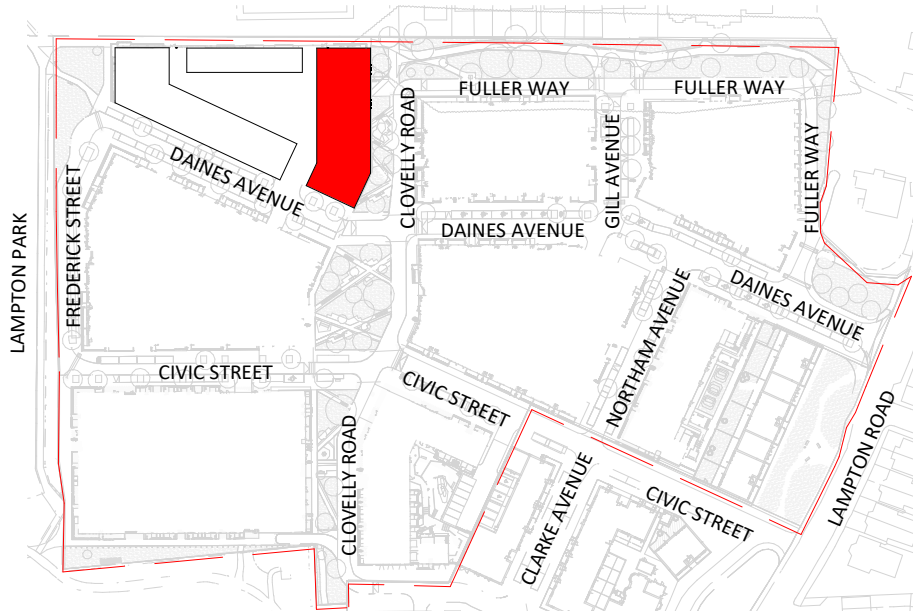 FULLER WAY
FULLER WAY
CLOVELLY ROAD
GILL AVENUE
FULLER WAY
DAINES AVENUE
FREDERICK STREET
LAMPTON PARK
DAINES AVENUE
DAINES AVENUE
NORTHAM AVENUE
CIVIC STREET
CIVIC STREET
CLOVELLY ROAD
CLARKE AVENUE
CIVIC STREET
LAMPTON ROAD